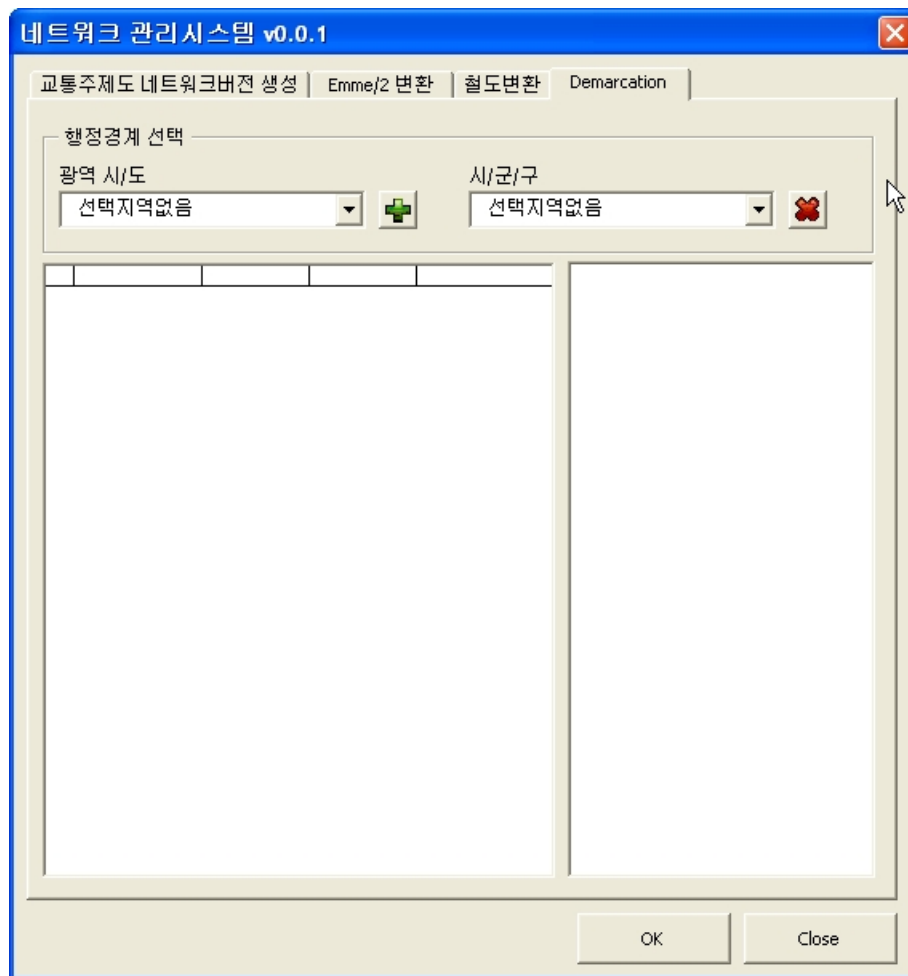 네트워크 관리시스템 v0.0.1
교통주제도 네트워크버전 생성 Emme/2 변환 철도변환 Demarcation
행정경계 선택
광역 시/도 시/군/구
선택지역없음 선택지역없음
OK Close